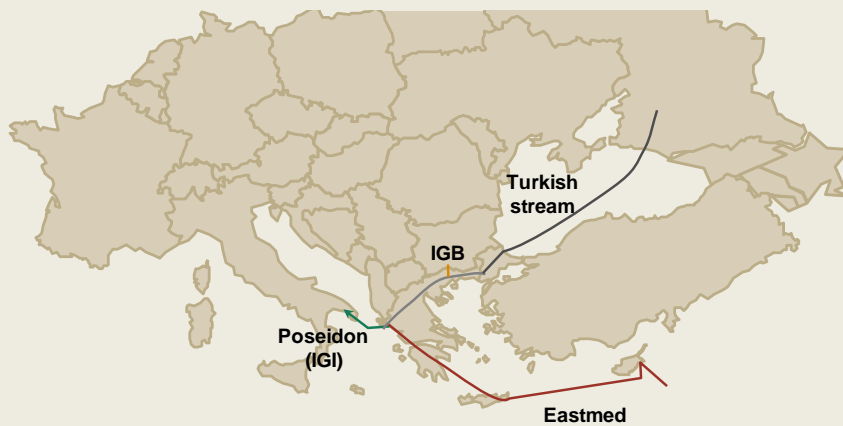 Turkish
stream
IGB
Poseidon
(IGI)
Eastmed